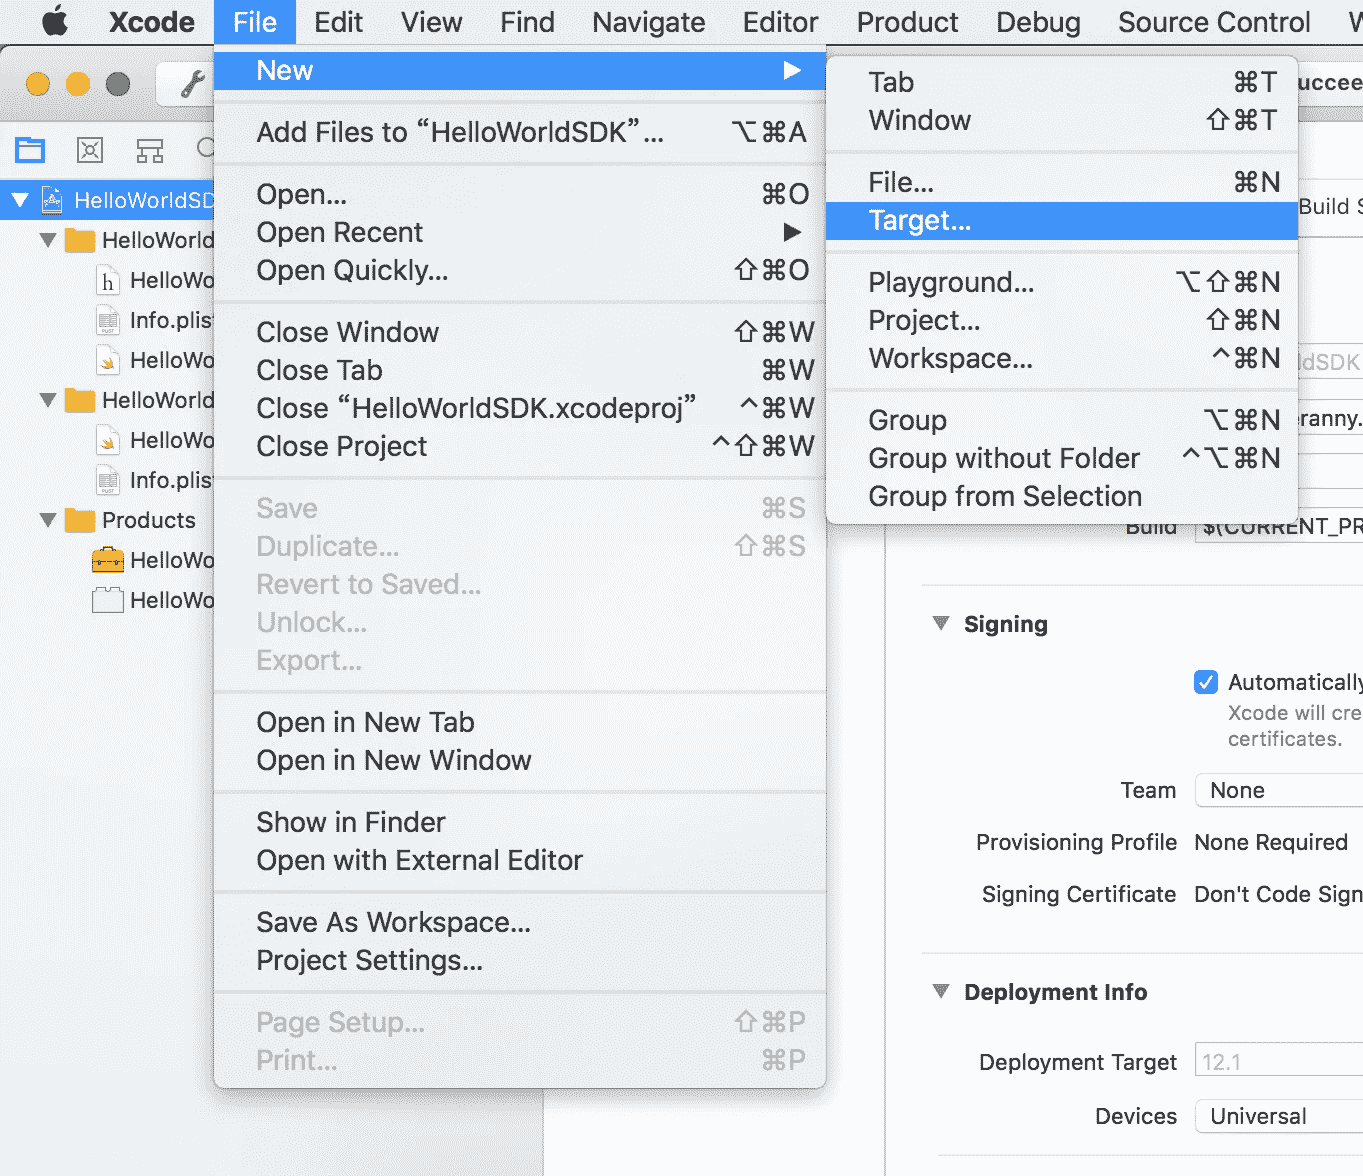 Xcode File Edit View Find Navigate Editor Product Debug Source Control
New
Add Files to “HelloWorldSDK”... ⌥⌘A
Open... ⌘O
Open Recent
Open Quickly... ⇧⌘O
Close Window ⇧⌘W
Close Tab ⌘W
Close “HelloWorldSDK.xcodeproj” ^⌘W
Close Project ^⇧⌘W
Save ⌘S
Duplicate... ⇧⌘S
Revert to Saved...
Unlock...
Export...
Open in New Tab
Open in New Window
Show in Finder
Open with External Editor
Save As Workspace...
Project Settings...
Page Setup... ⇧⌘P
Print... ⌘P
Tab ⌘T
Window ⇧⌘T
File... ⌘N
Target...
Playground... ⌥⇧⌘N
Project... ⇧⌘N
Workspace... ^⌘N
Group ⌥⌘N
Group without Folder ^⌥⌘N
Group from Selection
HelloWorldSD
HelloWorld
h HelloWo
Info.plist
HelloWo
HelloWorld
HelloWo
Info.plist
Products
HelloWo
HelloWo
uccee
Build S
ldSDK
ranny.
Build $(CURRENT_PR
Signing
Automatically
Xcode will cre
certificates.
Team None
Provisioning Profile None Required
Signing Certificate Don't Code Sign
Deployment Info
Deployment Target 12.1
Devices Universal